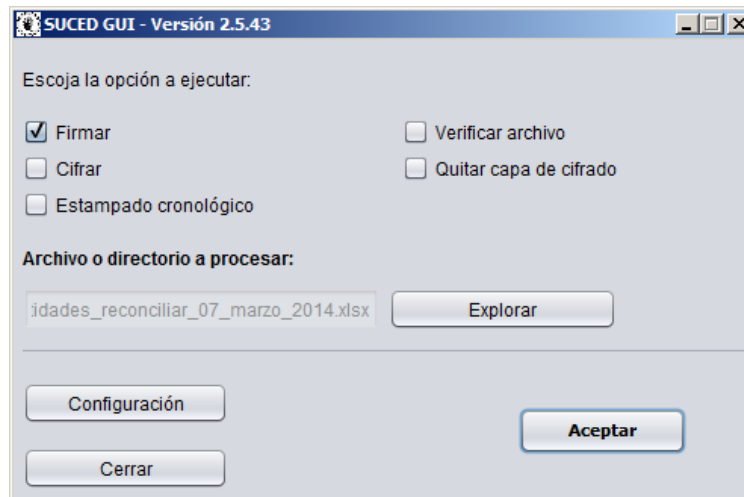 SUCED GUI - Versión 2.5.43
Escoja la opción a ejecutar:
Firmar
Verificar archivo
Cifrar
Quitar capa de cifrado
Estampado cronológico
Archivo o directorio a procesar:
idades_reconciliar_07_marzo_2014.xlsx
Explorar
Configuración
Aceptar
Cerrar